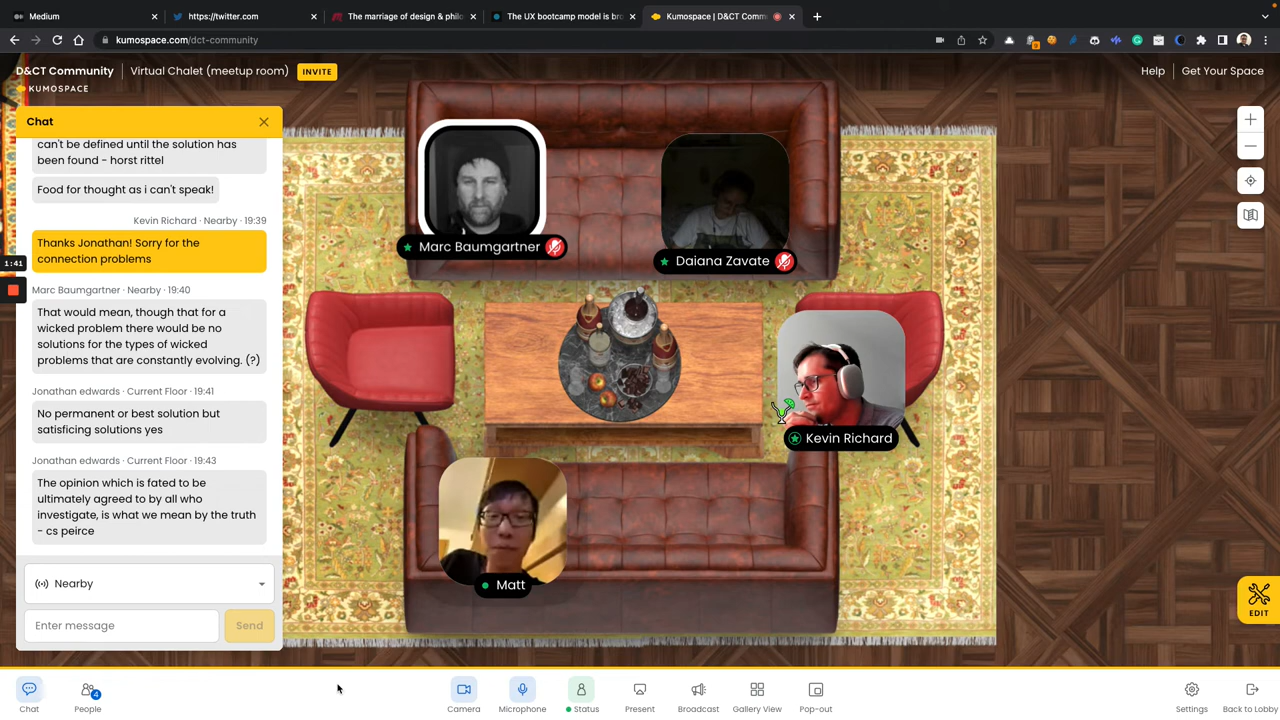 Medium
https://twitter.com
The marriage of design & philo
The UX bootcamp model is bro
Kumospace | D&CT Comm
kumospace.com/dct-community
D&CT Community
Virtual Chalet (meetup room)
INVITE
Help
Get Your Space
KUMOSPACE
Chat
can't be defined until the solution has
been found - horst rittel
Food for thought as i can't speak!
Kevin Richard · Nearby · 19:39
Thanks Jonathan! Sorry for the
connection problems
1:41
Marc Baumgartner · Nearby · 19:40
That would mean, though that for a
wicked problem there would be no
solutions for the types of wicked
problems that are constantly evolving. (?)
Jonathan edwards · Current Floor · 19:41
No permement or best solution but
satisficing solutions yes
Jonathan edwards · Current Floor · 19:43
The opinion which is fated to be
ultimately agreed to by all who
investigate, is what we mean by the truth
- cs peirce
Nearby
Enter message
Send
Marc Baumgartner
Daiana Zavate
Kevin Richard
Matt
EDIT
Chat
4
People
Camera
Microphone
Status
Present
Broadcast
Gallery View
Pop-out
Settings
Back to Lobby